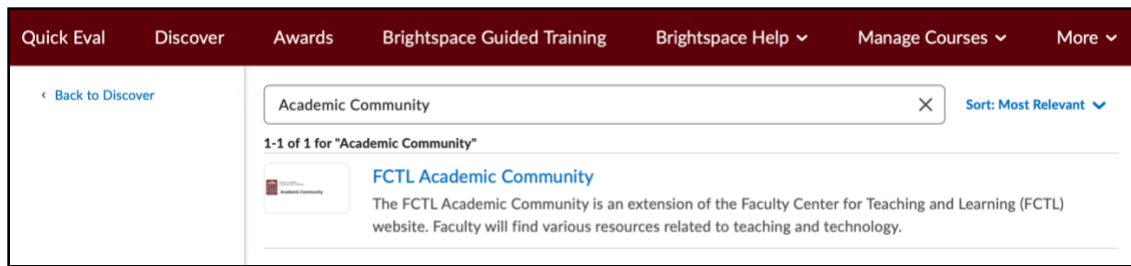 Quick Eval Discover Awards Brightspace Guided Training Brightspace Help Manage Courses More
Back to Discover
Academic Community
Sort: Most Relevant
1-1 of 1 for "Academic Community"
FCTL Academic Community
The FCTL Academic Community is an extension of the Faculty Center for Teaching and Learning (FCTL)
website. Faculty will find various resources related to teaching and technology.
Academic Community